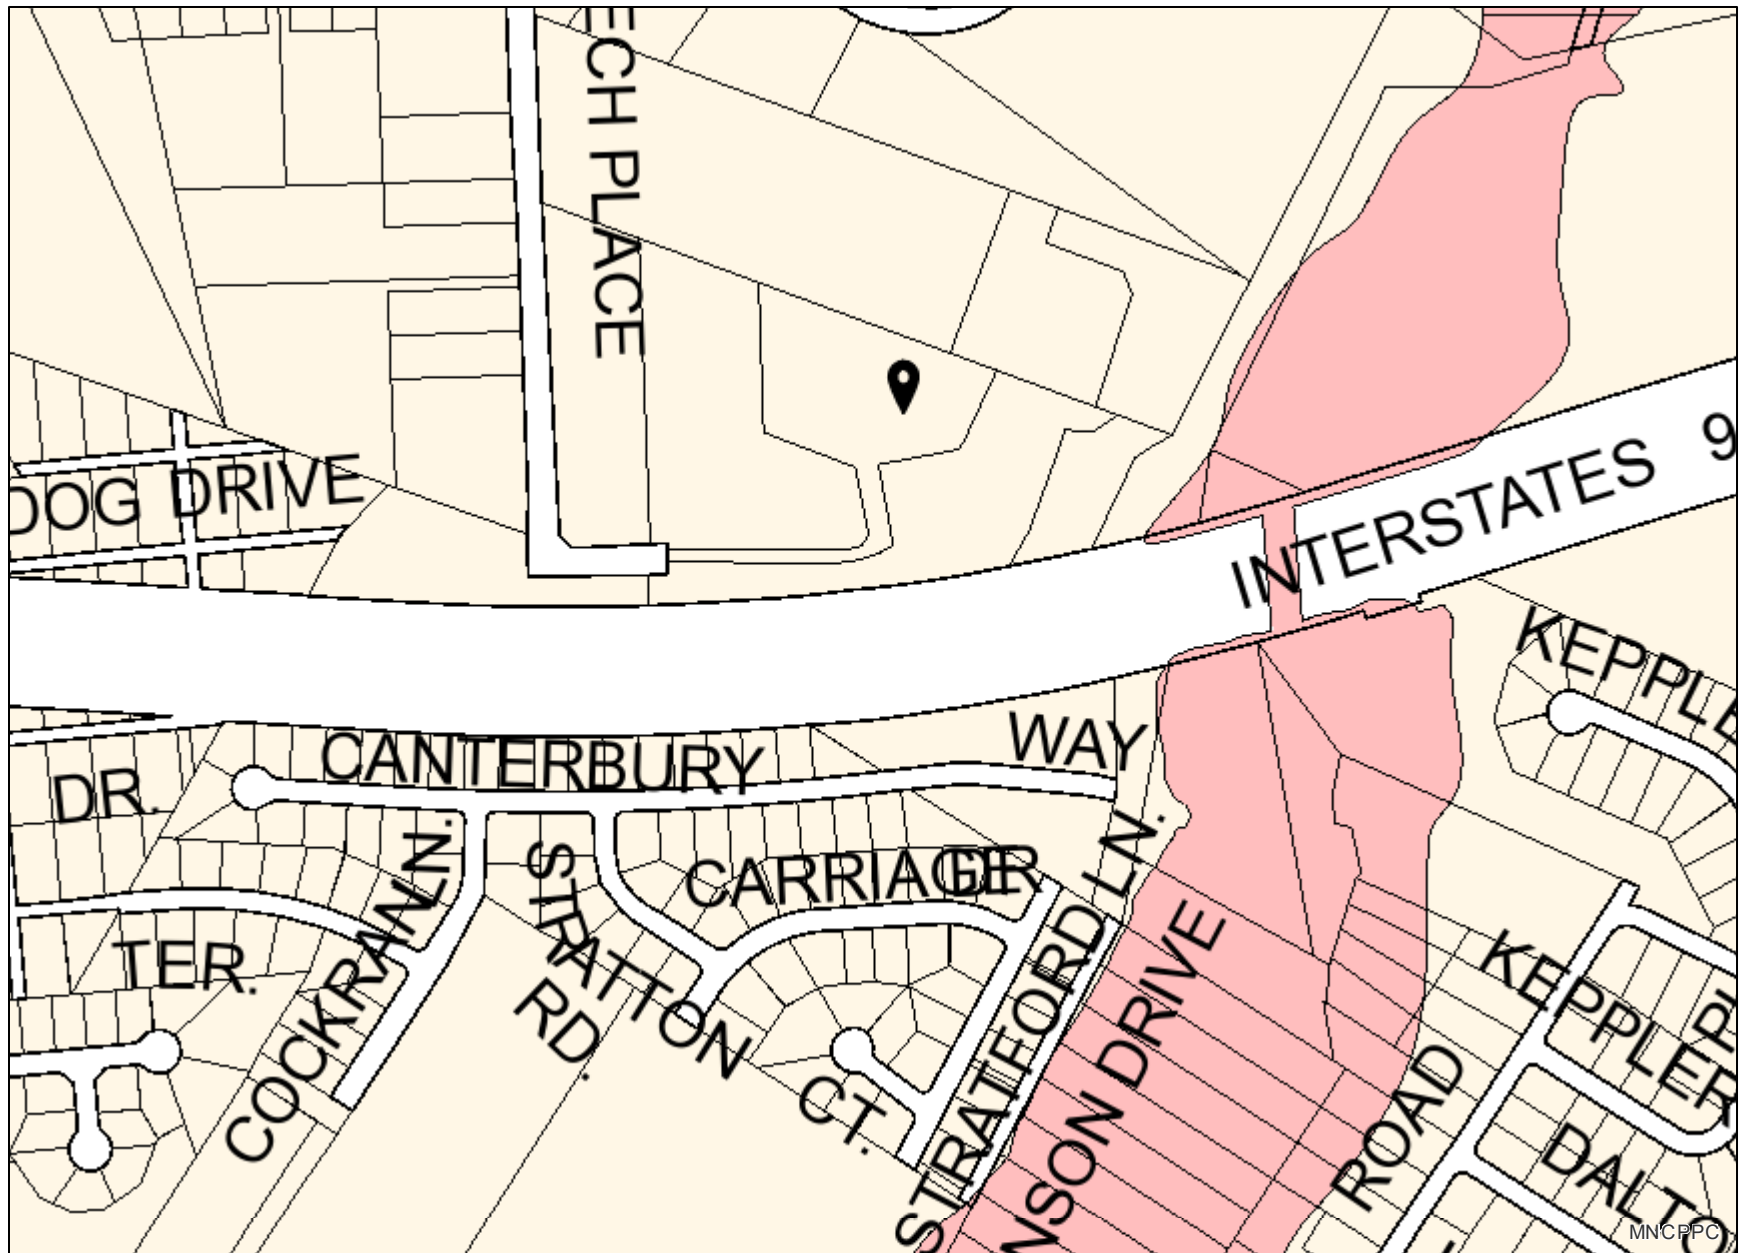 ECH PLACE
DOG DRIVE
INTERSTATES 9
KEPPLE
CANTERBURY WAY
DR.
CARRIAGE
TER.
COCKRAN LN.
STRATTON RD.
STRATFORD LN.
CT.
NSON DRIVE
ROAD
KEPPLER
DALTO
MNCPPC